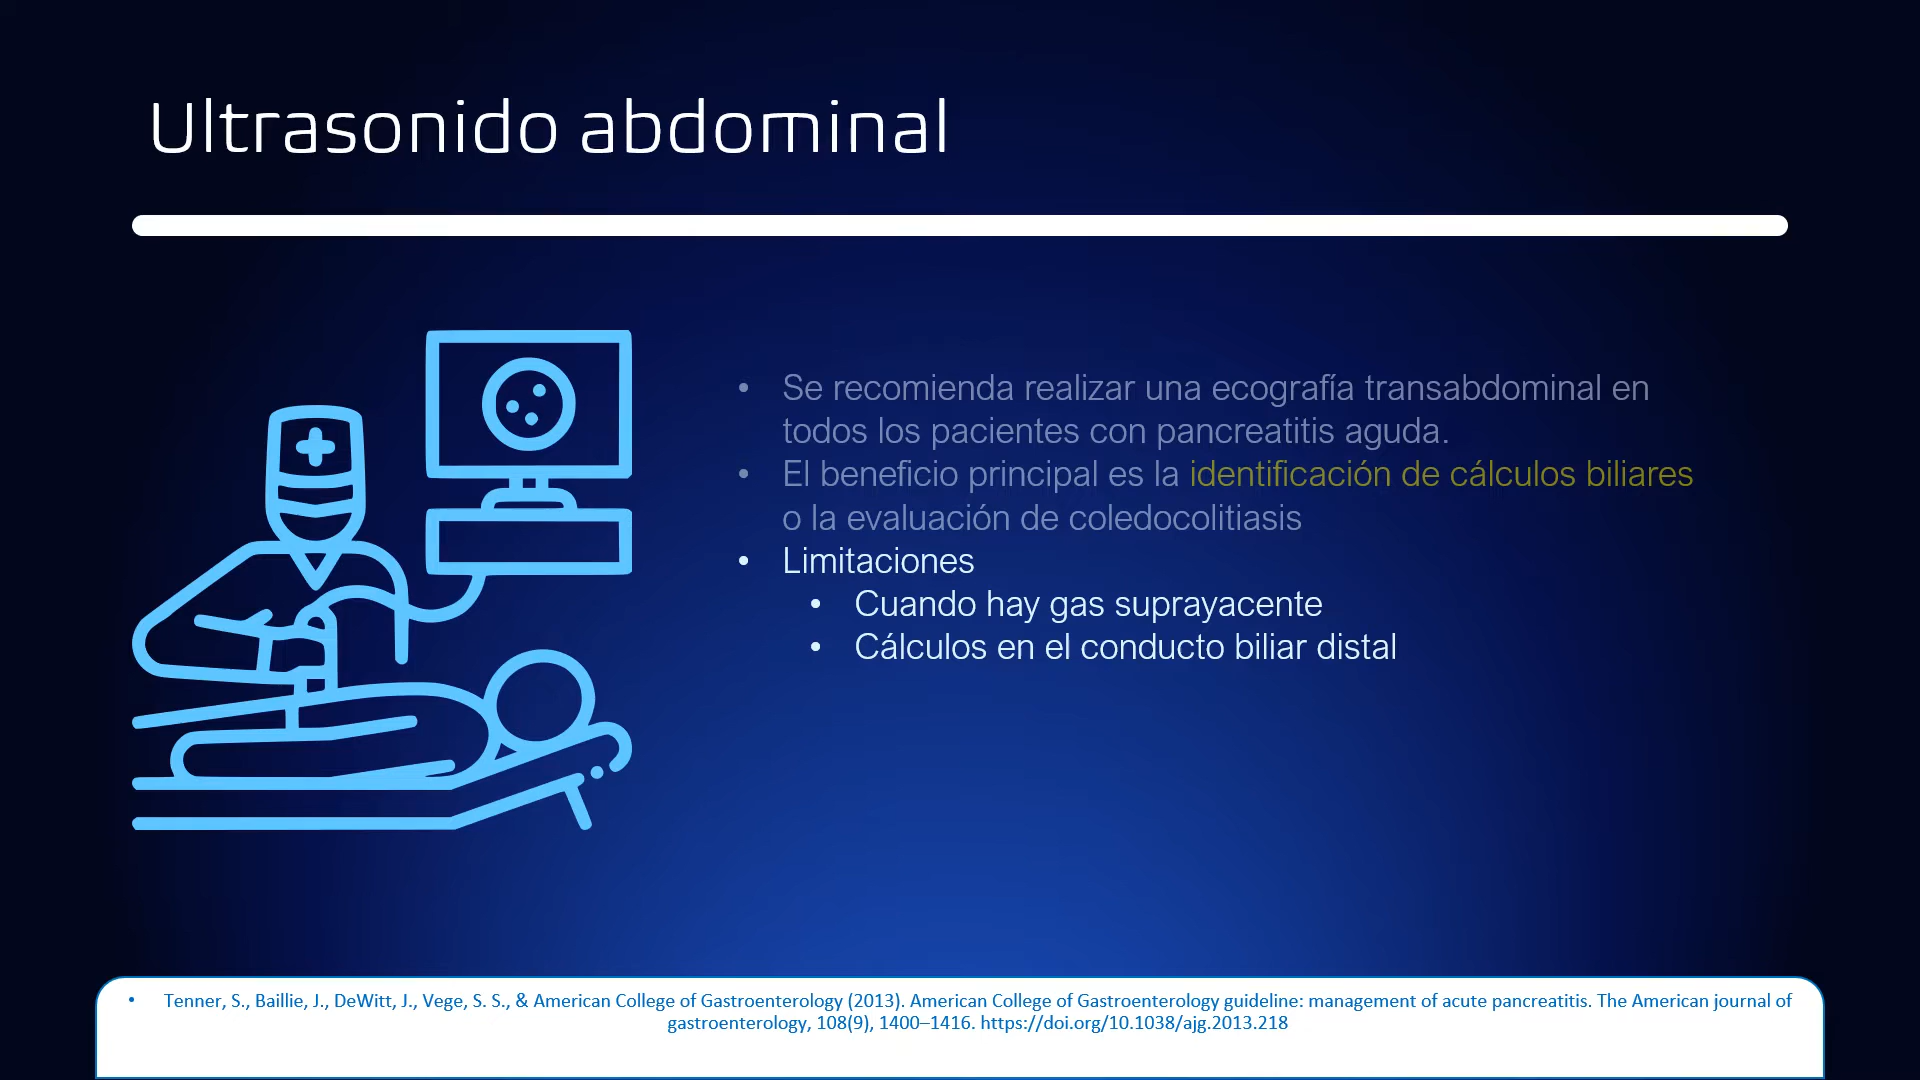 Ultrasonido abdominal
• Se recomienda realizar una ecografía transabdominal en
todos los pacientes con pancreatitis aguda.
• El beneficio principal es la identificación de cálculos biliares
o la evaluación de coledocolitiasis
• Limitaciones
• Cuando hay gas suprayacente
• Cálculos en el conducto biliar distal
• Tenner, S., Baillie, J., DeWitt, J., Vege, S. S., & American College of Gastroenterology (2013). American College of Gastroenterology guideline: management of acute pancreatitis. The American journal of
gastroenterology, 108(9), 1400–1416. https://doi.org/10.1038/ajg.2013.218